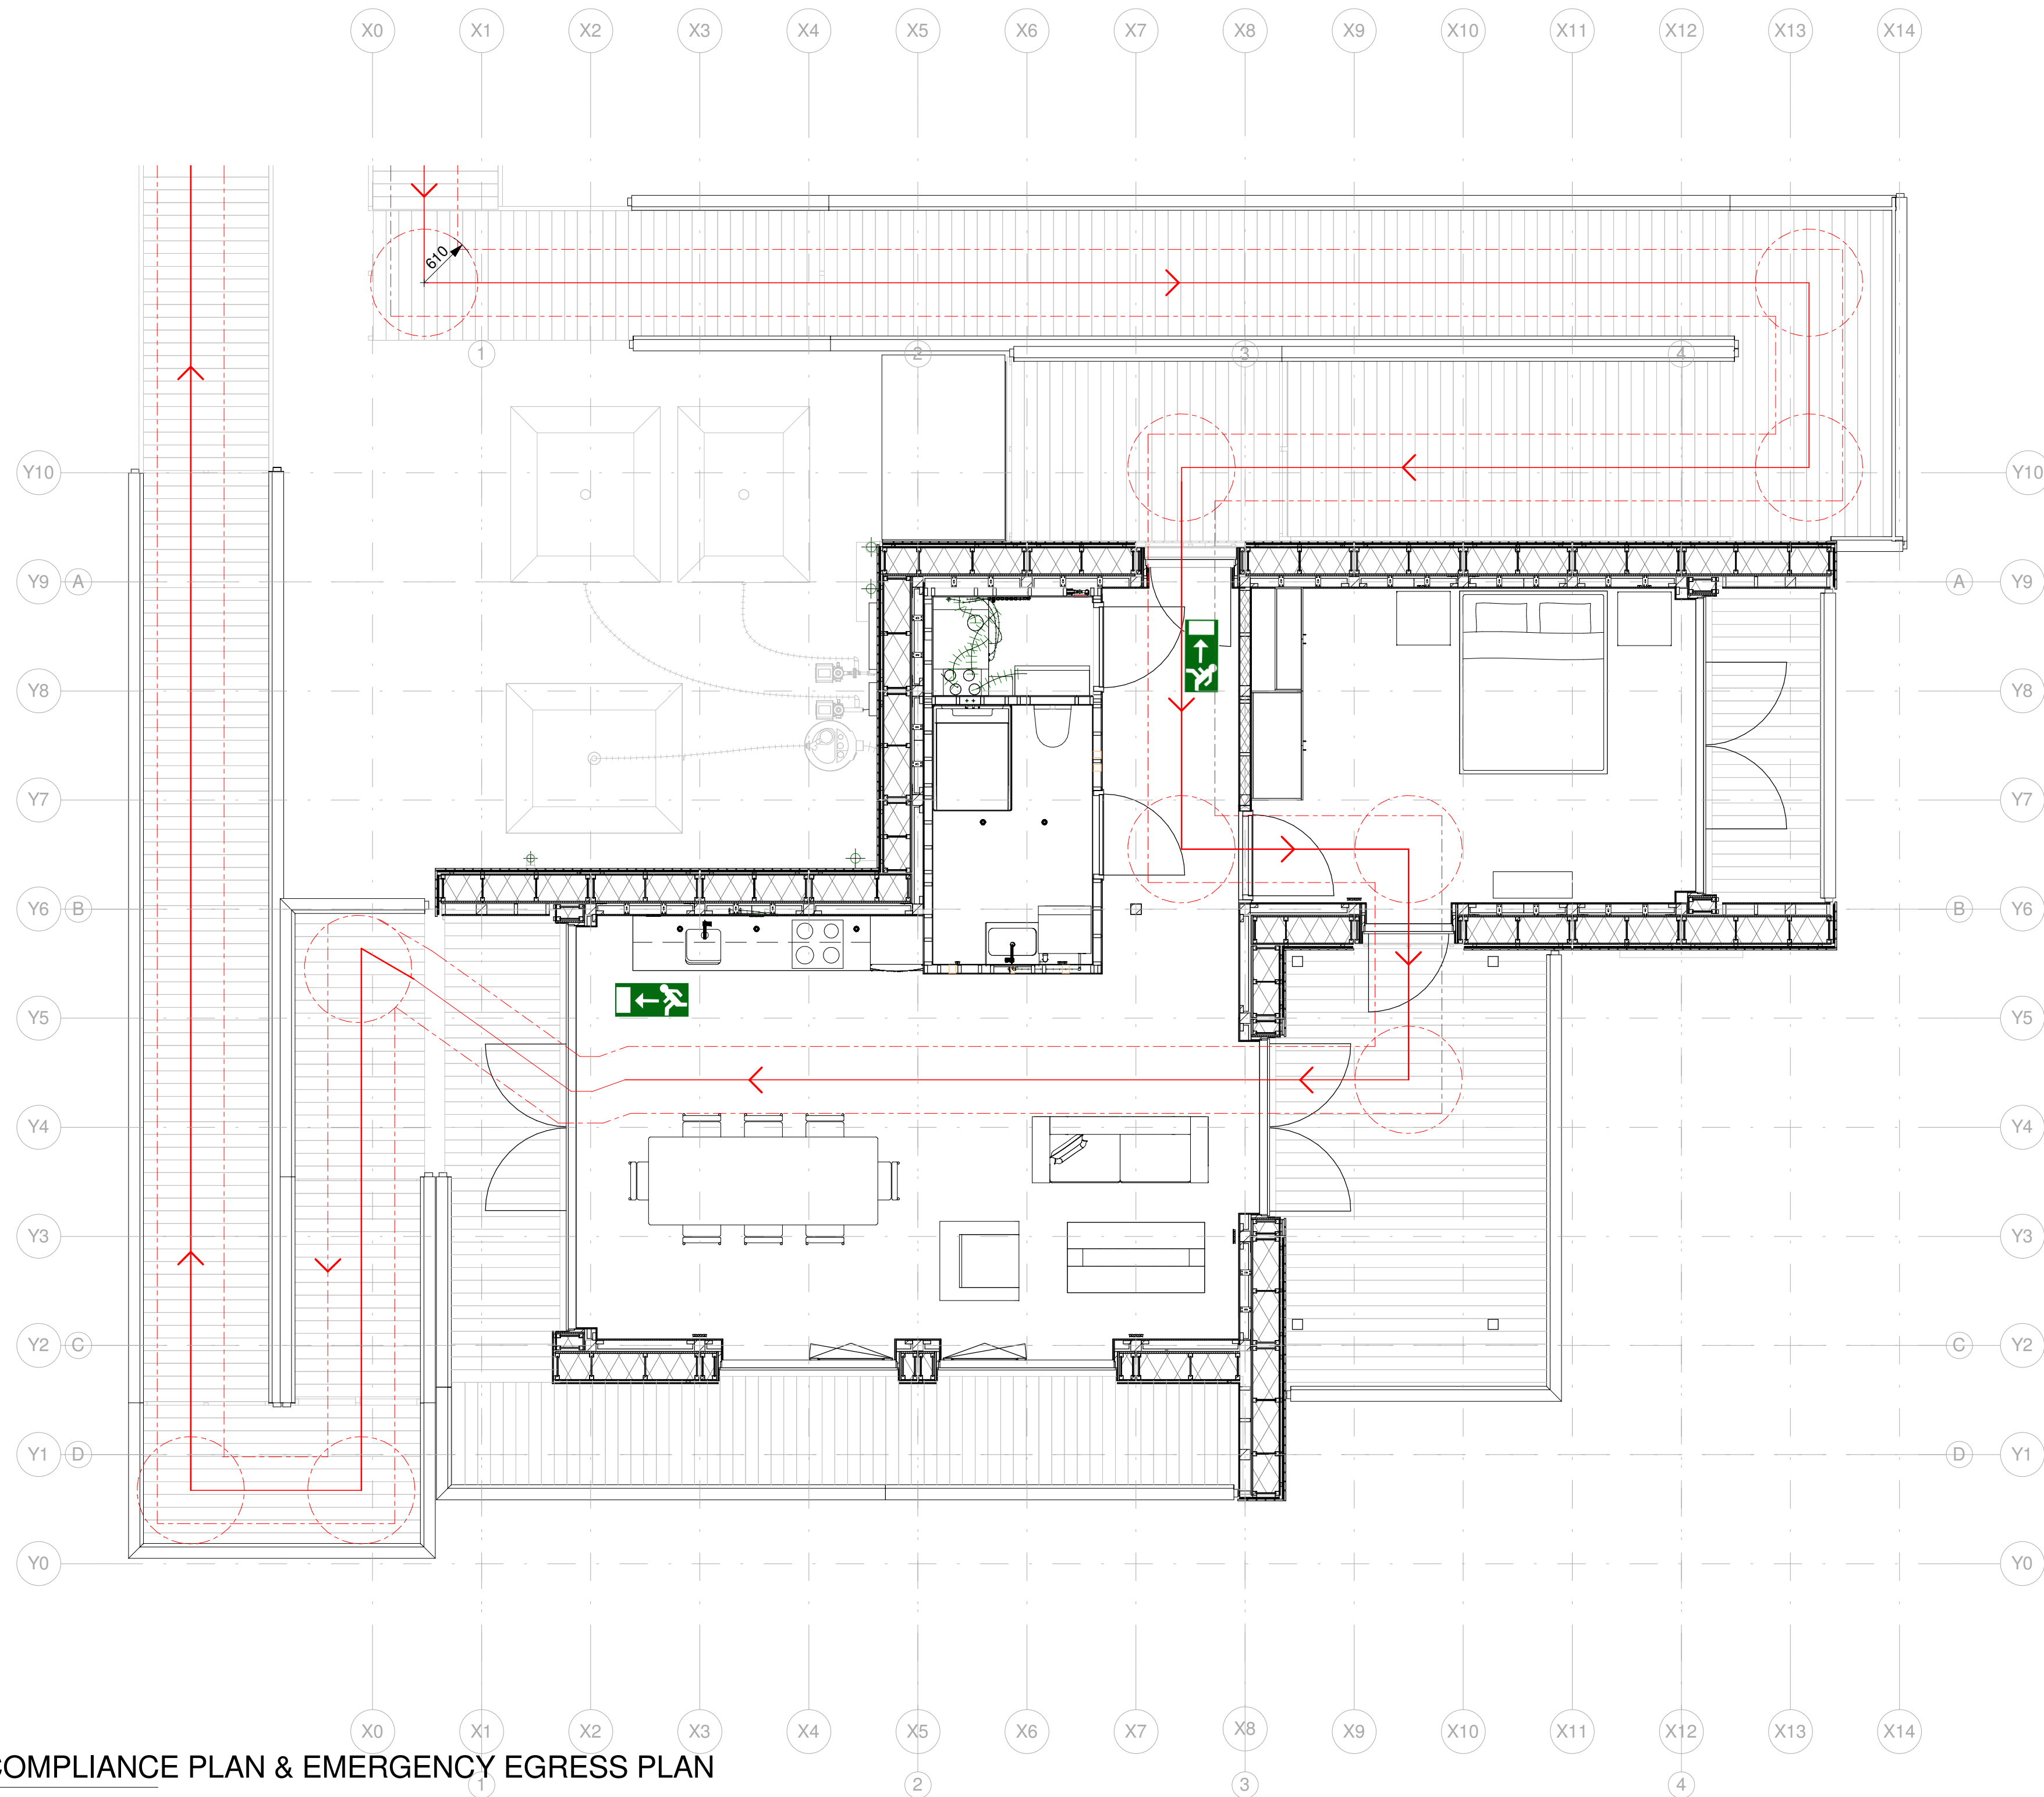 X0 X1 X2 X3 X4 X5 X6 X7 X8 X9 X10 X11 X12 X13 X14
610
1 2 3 4
Y10 Y10
Y9 A A Y9
Y8 Y8
Y7 Y7
Y6 B B Y6
Y5 Y5
Y4 Y4
Y3 Y3
Y2 C C Y2
Y1 D D Y1
Y0 Y0
X0 X1 X2 X3 X4 X5 X6 X7 X8 X9 X10 X11 X12 X13 X14
COMPLIANCE PLAN & EMERGENCY EGRESS PLAN
1 2 3 4